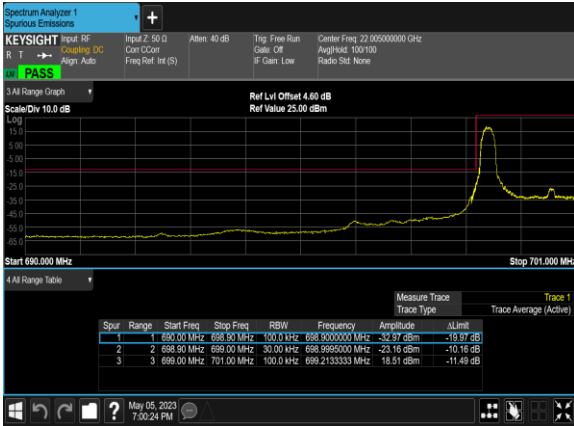 Spectrum Analyzer 1
Spurious Emissions
+
KEYSIGHT Input: RF Input Z: 50 Ω Atten: 40 dB Trig: Free Run Center Freq: 22.005000000 GHz
R T Coupling: DC Corr CCorr Gate: Off Avg|Hold: 100/100
Align: Auto Freq Ref: Int (S) IF Gain: Low Radio Std: None
PASS
3 All Range Graph
Ref Lvl Offset 4.60 dB
Scale/Div 10.0 dB Ref Value 25.00 dBm
Log
15.0
5.00
-5.00
-15.0
-25.0
-35.0
-45.0
-55.0
-65.0
Start 690.000 MHz Stop 701.000 MHz
4 All Range Table
Measure Trace Trace 1
Trace Type Trace Average (Active)
Spur Range Start Freq Stop Freq RBW Frequency Amplitude ΔLimit
1 1 690.00 MHz 698.90 MHz 100.0 kHz 698.9000000 MHz -32.97 dBm -19.97 dB
2 2 698.90 MHz 699.00 MHz 30.00 kHz 698.9995000 MHz -23.16 dBm -10.16 dB
3 3 699.00 MHz 701.00 MHz 100.0 kHz 699.2133333 MHz 18.51 dBm -11.49 dB
? May 05, 2023
7:00:24 PM